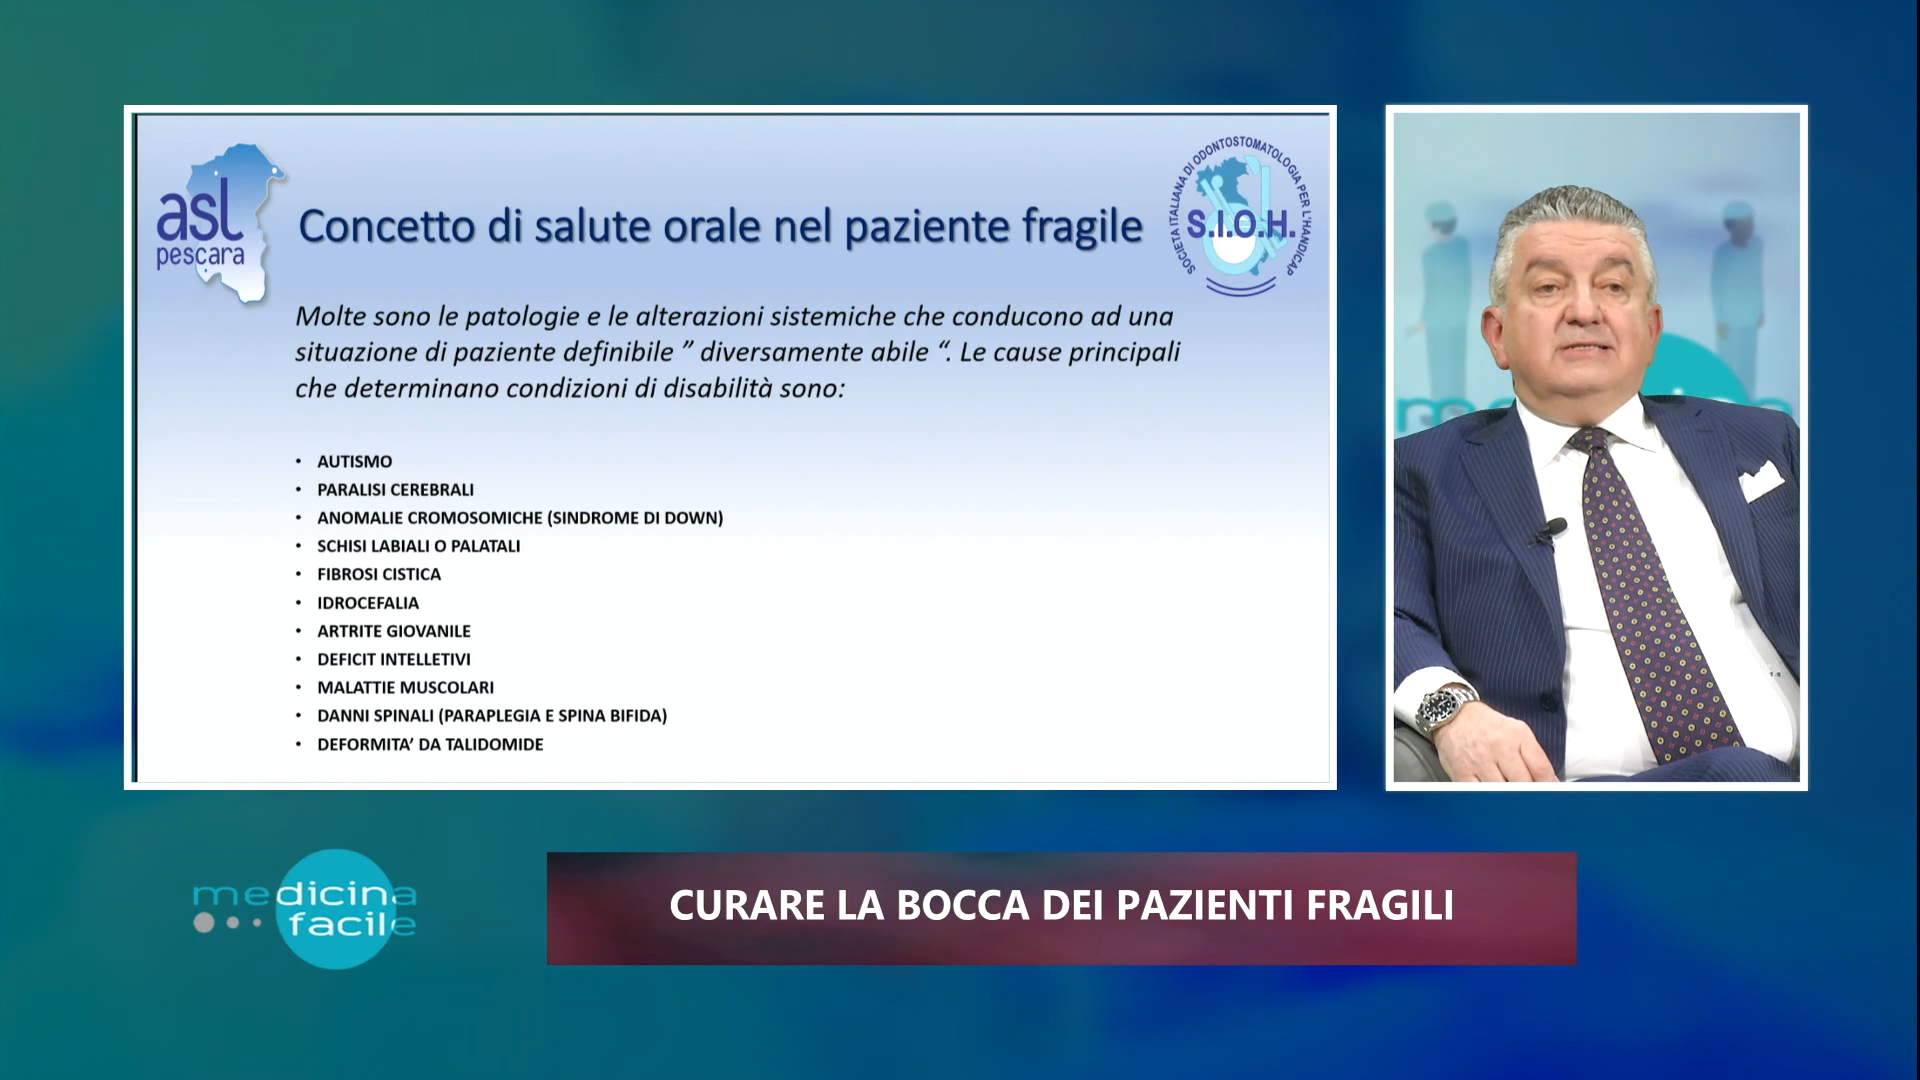 asl
pescara
Concetto di salute orale nel paziente fragile
SOCIETÀ ITALIANA DI ODONTOSTOMATOLOGIA PER L'HANDICAP
S.I.O.H.
Molte sono le patologie e le alterazioni sistemiche che conducono ad una
situazione di paziente definibile ” diversamente abile “. Le cause principali
che determinano condizioni di disabilità sono:
• AUTISMO
• PARALISI CEREBRALI
• ANOMALIE CROMOSOMICHE (SINDROME DI DOWN)
• SCHISI LABIALI O PALATALI
• FIBROSI CISTICA
• IDROCEFALIA
• ARTRITE GIOVANILE
• DEFICIT INTELLETIVI
• MALATTIE MUSCOLARI
• DANNI SPINALI (PARAPLEGIA E SPINA BIFIDA)
• DEFORMITA’ DA TALIDOMIDE
medicina
facile
CURARE LA BOCCA DEI PAZIENTI FRAGILI